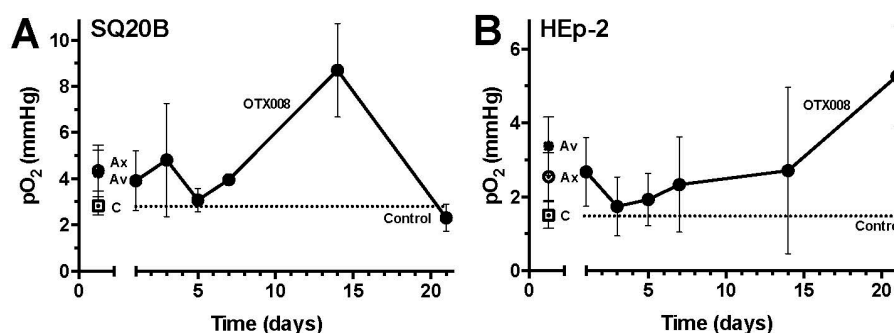 A SQ20B
pO2 (mmHg)
10
8
6
4
2
0
OTX008
Ax
Av
C
Control
0 5 10 15 20
Time (days)
B HEp-2
pO2 (mmHg)
6
4
2
0
OTX008
Av
Ax
C
Contro
0 5 10 15 20
Time (days)